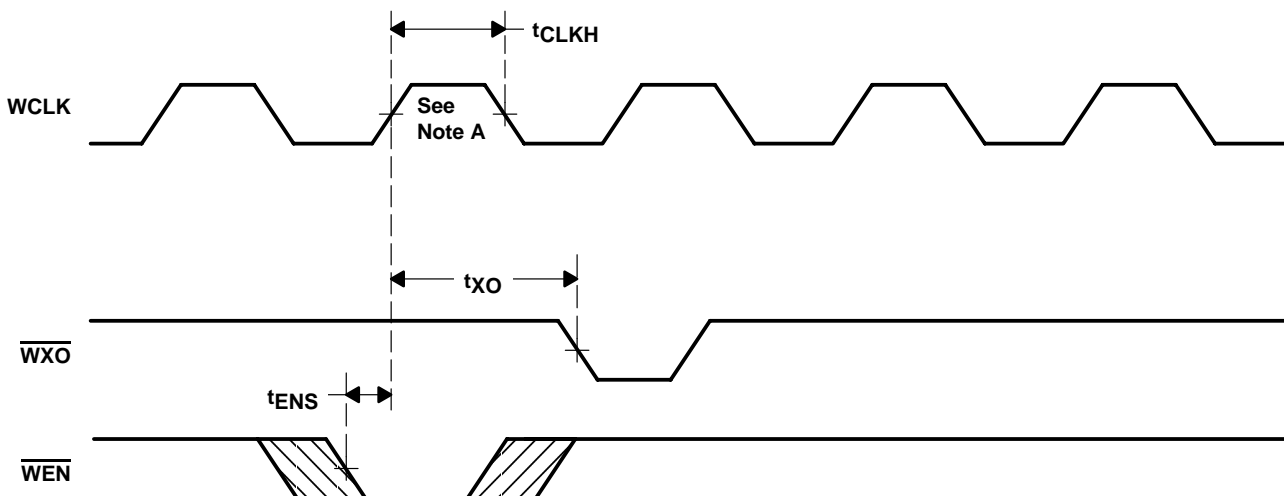 tCLKH
WCLK
See
Note A
tXO
WXO
tENS
WEN